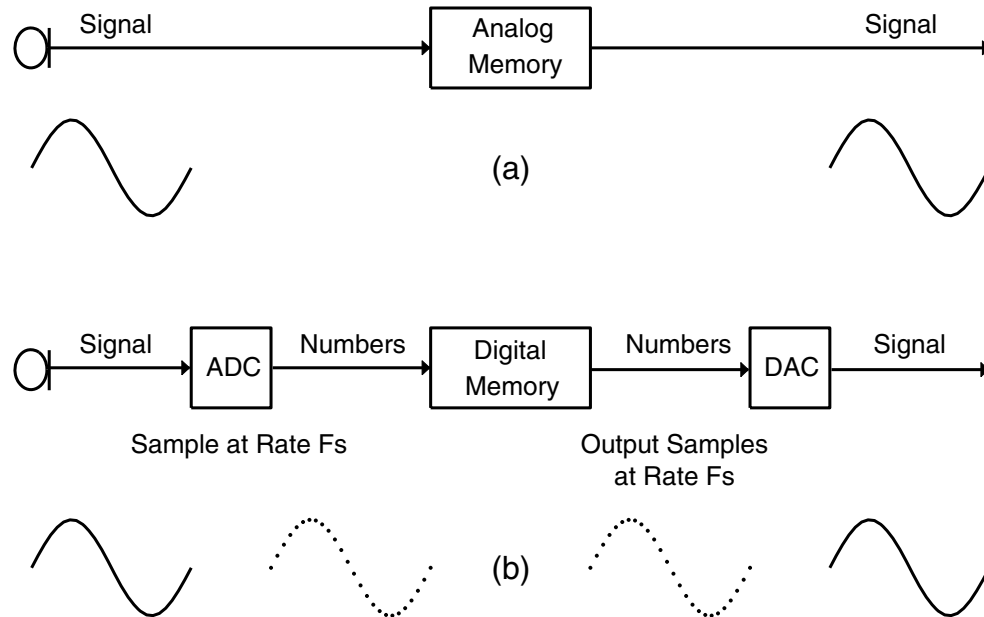 Signal
Analog
Memory
Signal
(a)
Signal
ADC
Numbers
Digital
Memory
Numbers
DAC
Signal
Sample at Rate Fs
Output Samples
at Rate Fs
(b)